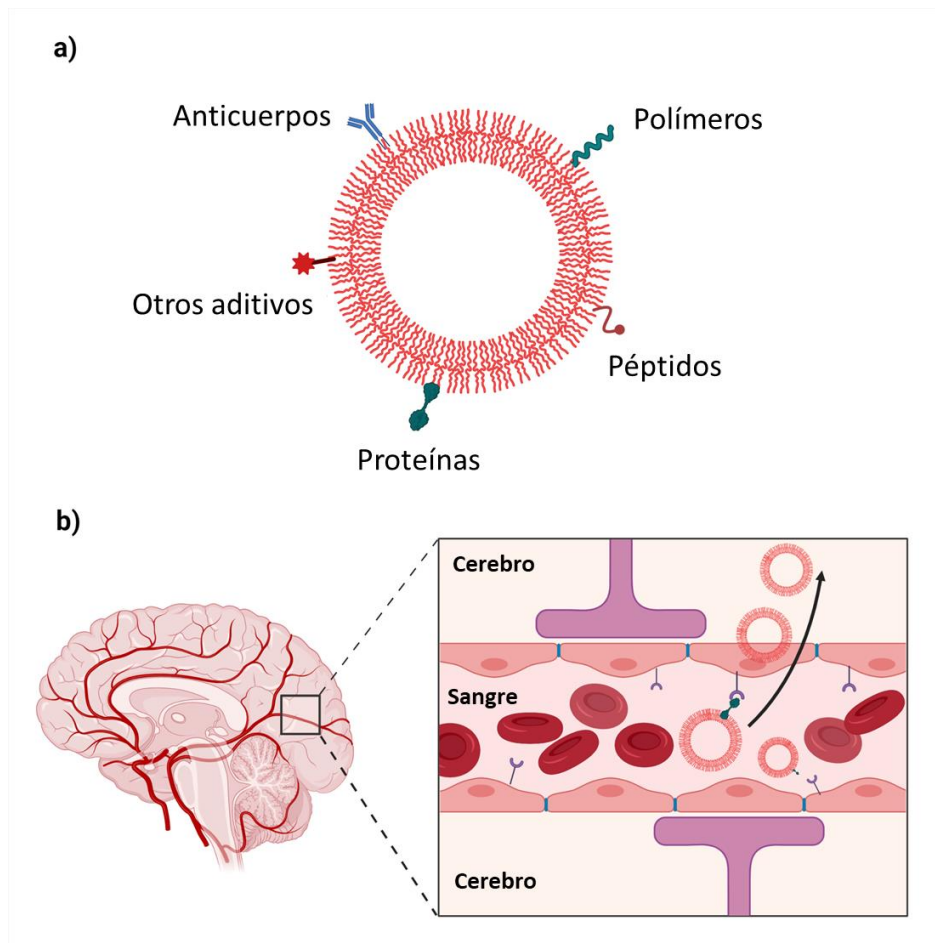 a)
Anticuerpos
Polímeros
Otros aditivos
Péptidos
Proteínas
b)
Cerebro
Sangre
Cerebro